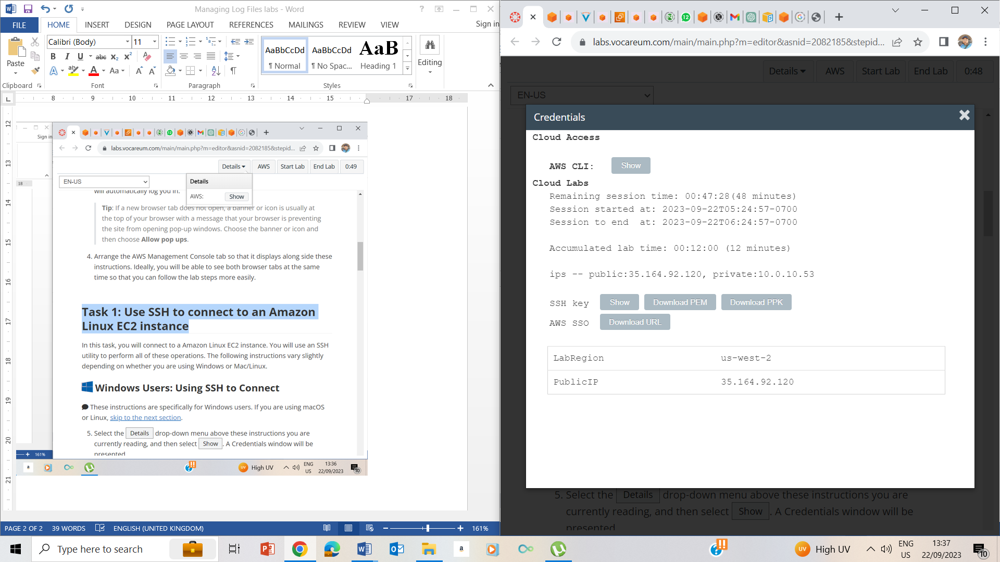 Managing Log Files labs - Word
FILE HOME INSERT DESIGN PAGE LAYOUT REFERENCES MAILINGS REVIEW VIEW Sign in
Calibri (Body) 11
Paste
AaBbCcDd AaBbCcDd AaB
¶ Normal ¶ No Spac... Heading 1
Editing
Clipboard Font Paragraph Styles
8 9 10 11 12 13 14 15 17 18
Sign in
labs.vocareum.com/main/main.php?m=editor&asnid=2082185&stepid...
Details AWS Start Lab End Lab 0:49
EN-US
Details
AWS: Show
will automatically log you in.
Tip: If a new browser tab does not open, a banner or icon is usually at
the top of your browser with a message that your browser is preventing
the site from opening pop-up windows. Choose the banner or icon and
then choose Allow pop ups.
4. Arrange the AWS Management Console tab so that it displays along side these
instructions. Ideally, you will be able to see both browser tabs at the same
time so that you can follow the lab steps more easily.
Task 1: Use SSH to connect to an Amazon
Linux EC2 instance
In this task, you will connect to a Amazon Linux EC2 instance. You will use an SSH
utility to perform all of these operations. The following instructions vary slightly
depending on whether you are using Windows or Mac/Linux.
Windows Users: Using SSH to Connect
These instructions are specifically for Windows users. If you are using macOS
or Linux, skip to the next section.
5. Select the Details drop-down menu above these instructions you are
currently reading, and then select Show . A Credentials window will be
presented
161%
High UV ENG US 13:36 22/09/2023 10
PAGE 2 OF 2 39 WORDS ENGLISH (UNITED KINGDOM) 161%
labs.vocareum.com/main/main.php?m=editor&asnid=2082185&stepid...
Details AWS Start Lab End Lab 0:48
EN-US
Credentials
Cloud Access
AWS CLI: Show
Cloud Labs
Remaining session time: 00:47:28(48 minutes)
Session started at: 2023-09-22T05:24:57-0700
Session to end at: 2023-09-22T06:24:57-0700
Accumulated lab time: 00:12:00 (12 minutes)
ips -- public:35.164.92.120, private:10.0.10.53
SSH key Show Download PEM Download PPK
AWS SSO Download URL
LabRegion us-west-2
PublicIP 35.164.92.120
5. Select the Details drop-down menu above these instructions you are
currently reading, and then select Show . A Credentials window will be
presented
Type here to search
UV High UV ENG US 13:37 22/09/2023 10